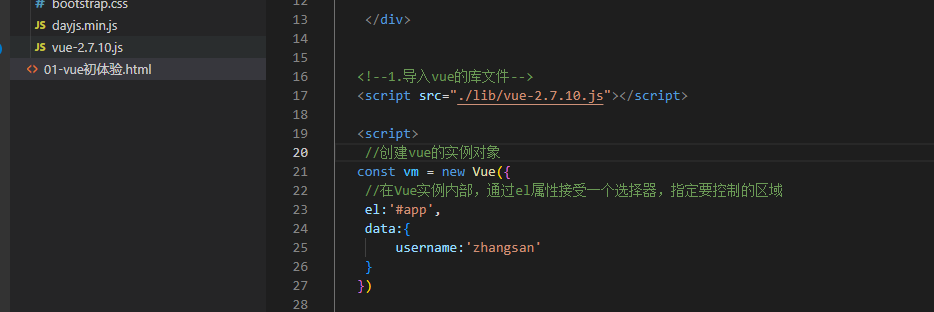 bootstrap.css
JS dayjs.min.js
JS vue-2.7.10.js
<> 01-vue初体验.html
12
13 </div>
14
15
16 <!--1.导入vue的库文件-->
17 <script src="./lib/vue-2.7.10.js"></script>
18
19 <script>
20 //创建vue的实例对象
21 const vm = new Vue({
22 //在Vue实例内部，通过el属性接受一个选择器，指定要控制的区域
23 el:'#app',
24 data:{
25 username:'zhangsan'
26 }
27 })
28